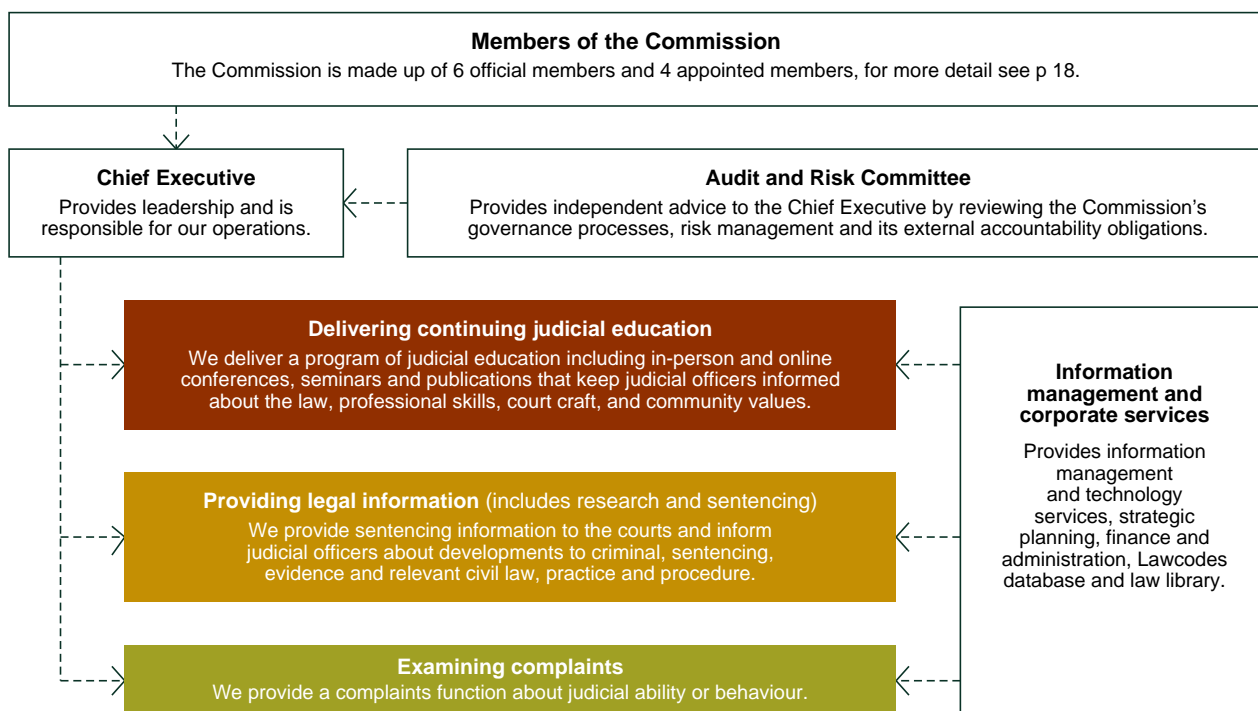 Members of the Commission
The Commission is made up of 6 official members and 4 appointed members, for more detail see p 18.
Chief Executive
Provides leadership and is
responsible for our operations.
Audit and Risk Committee
Provides independent advice to the Chief Executive by reviewing the Commission’s
governance processes, risk management and its external accountability obligations.
Delivering continuing judicial education
We deliver a program of judicial education including in-person and online
conferences, seminars and publications that keep judicial officers informed
about the law, professional skills, court craft, and community values.
Providing legal information (includes research and sentencing)
We provide sentencing information to the courts and inform
judicial officers about developments to criminal, sentencing,
evidence and relevant civil law, practice and procedure.
Examining complaints
We provide a complaints function about judicial ability or behaviour.
Information
management and
corporate services
Provides information
management
and technology
services, strategic
planning, finance and
administration, Lawcodes
database and law library.